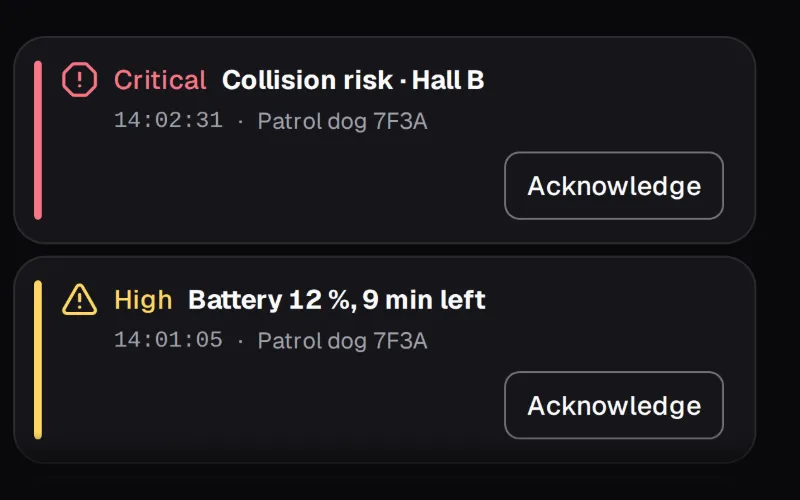 Critical Collision risk · Hall B
14:02:31 · Patrol dog 7F3A
Acknowledge
High Battery 12 %, 9 min left
14:01:05 · Patrol dog 7F3A
Acknowledge